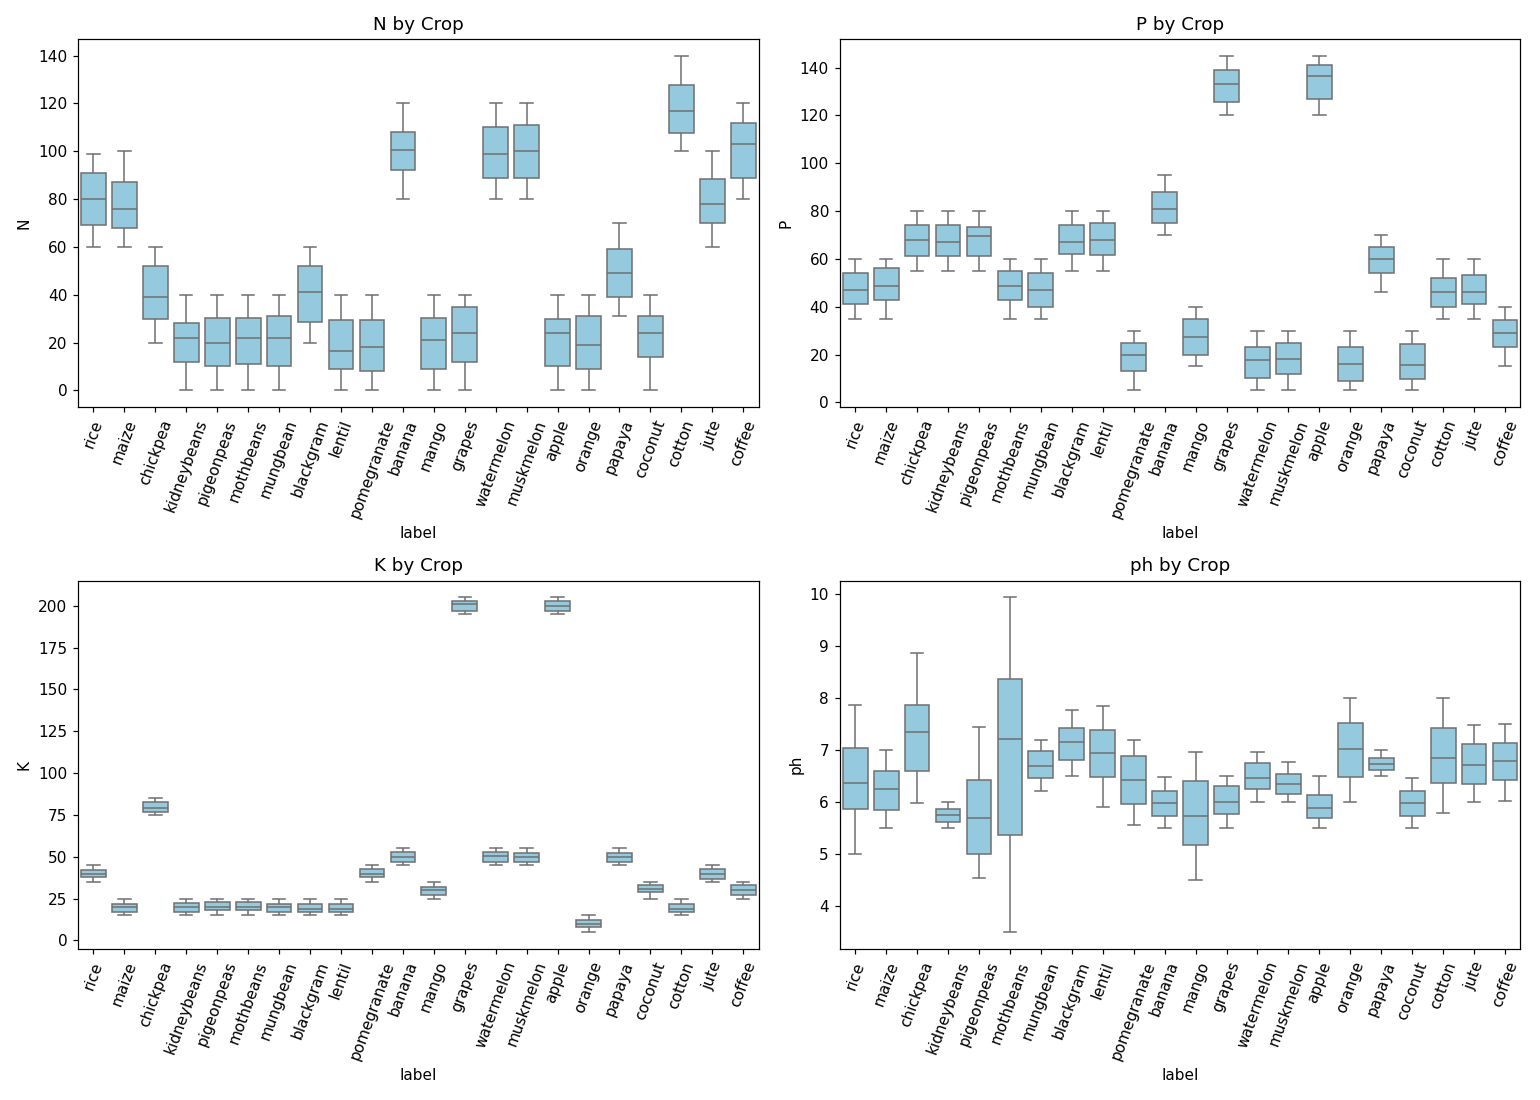 N by Crop
140
120
100
80
60
40
20
0
N
rice
maize
chickpea
kidneybeans
pigeonpeas
mothbeans
mungbean
blackgram
lentil
pomegranate
banana
mango
grapes
watermelon
muskmelon
apple
orange
papaya
coconut
cotton
jute
coffee
label
P by Crop
140
120
100
80
60
40
20
0
P
rice
maize
chickpea
kidneybeans
pigeonpeas
mothbeans
mungbean
blackgram
lentil
pomegranate
banana
mango
grapes
watermelon
muskmelon
apple
orange
papaya
coconut
cotton
jute
coffee
label
K by Crop
200
175
150
125
100
75
50
25
0
K
rice
maize
chickpea
kidneybeans
pigeonpeas
mothbeans
mungbean
blackgram
lentil
pomegranate
banana
mango
grapes
watermelon
muskmelon
apple
orange
papaya
coconut
cotton
jute
coffee
label
ph by Crop
10
9
8
7
6
5
4
ph
rice
maize
chickpea
kidneybeans
pigeonpeas
mothbeans
mungbean
blackgram
lentil
pomegranate
banana
mango
grapes
watermelon
muskmelon
apple
orange
papaya
coconut
cotton
jute
coffee
label